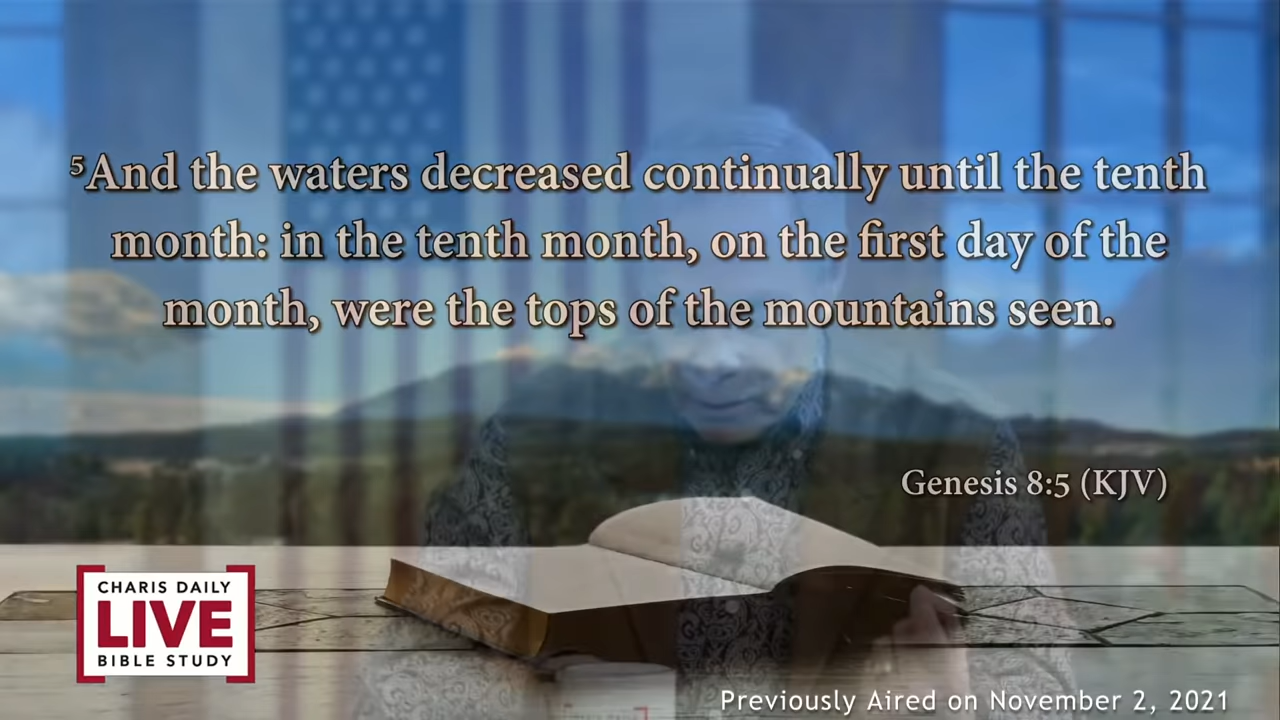 ⁵And the waters decreased continually until the tenth
month: in the tenth month, on the first day of the
month, were the tops of the mountains seen.
Genesis 8:5 (KJV)
CHARIS DAILY
LIVE
BIBLE STUDY
Previously Aired on November 2, 2021